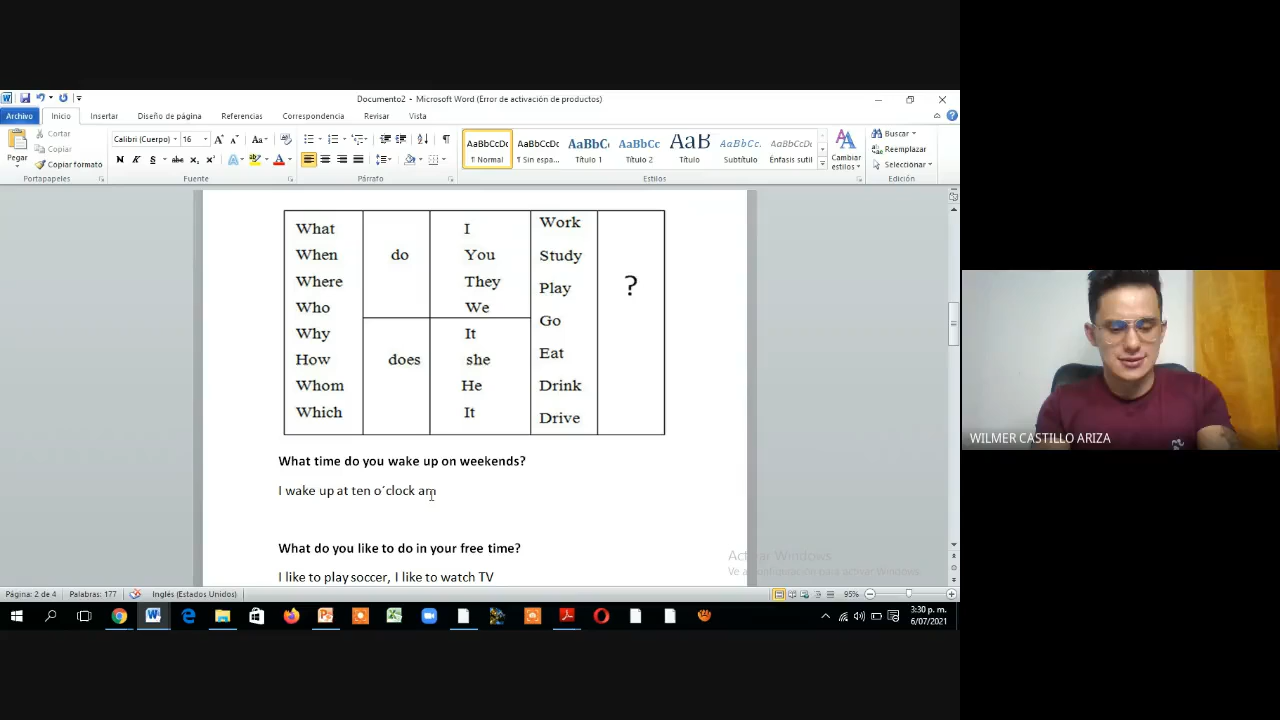 Documento2 - Microsoft Word (Error de activación de productos)
Archivo Inicio Insertar Diseño de página Referencias Correspondencia Revisar Vista
Pegar
Cortar
Copiar
Copiar formato
Portapapeles
Calibri (Cuerpo) 16
Fuente
Párrafo
AaBbCcDc AaBbCcDc AaBbC AaBbCc AaB AaBbCc. AaBbCcDc
¶ Normal ¶ Sin espa... Título 1 Título 2 Título Subtítulo Énfasis sutil
Estilos
Cambiar estilos
Buscar
Reemplazar
Seleccionar
Edición
What
When
Where
Who
Why
How
Whom
Which
do
does
I
You
They
We
It
she
He
It
Work
Study
Play
Go
Eat
Drink
Drive
?
What time do you wake up on weekends?
I wake up at ten o´clock am
What do you like to do in your free time?
I like to play soccer, I like to watch TV
Activar Windows
Página: 2 de 4 Palabras: 177 Inglés (Estados Unidos) 95%
3:30 p. m.
6/07/2021
WILMER CASTILLO ARIZA